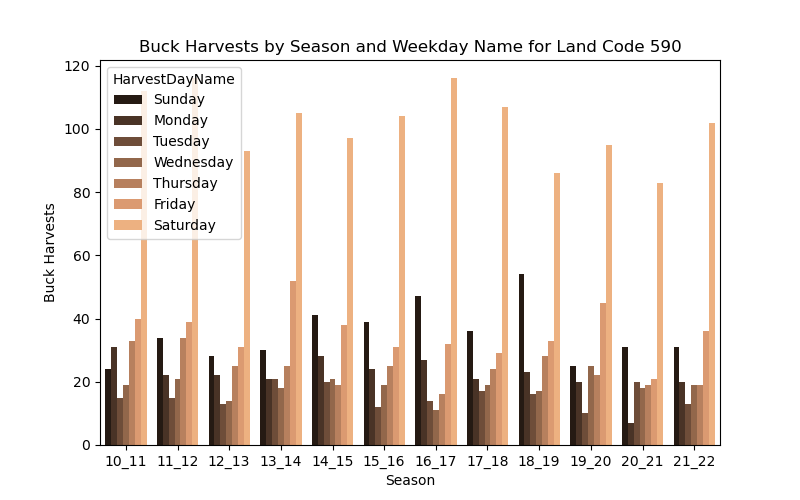 Buck Harvests by Season and Weekday Name for Land Code 590
HarvestDayName
Sunday
Monday
Tuesday
Wednesday
Thursday
Friday
Saturday
120
100
80
60
40
20
0
Buck Harvests
10_11 11_12 12_13 13_14 14_15 15_16 16_17 17_18 18_19 19_20 20_21 21_22
Season